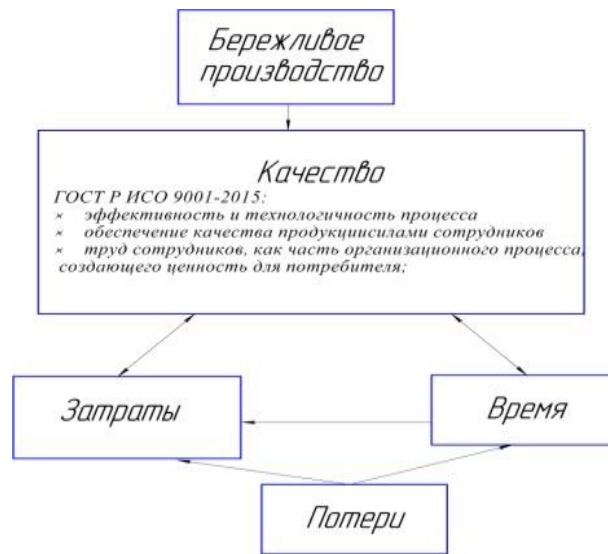 Бережливое
производство
Качество
ГОСТ Р ИСО 9001-2015:
× эффективность и технологичность процесса
× обеспечение качества продукциисилами сотрудников
× труд сотрудников, как часть организационного процесса,
создающего ценность для потребителя;
Затраты
Время
Потери